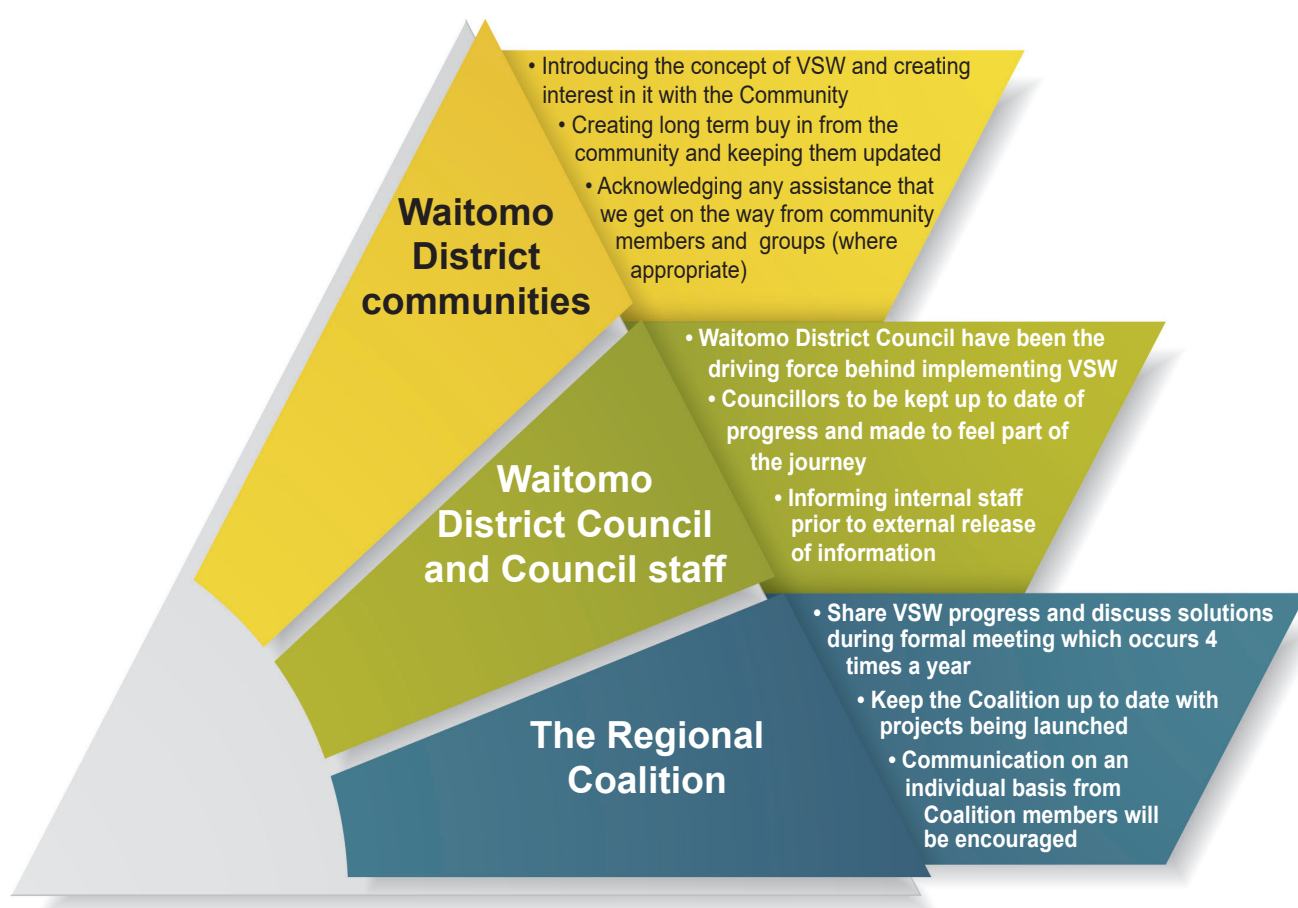 Waitomo
District
communities
• Introducing the concept of VSW and creating
interest in it with the Community
• Creating long term buy in from the
community and keeping them updated
• Acknowledging any assistance that
we get on the way from community
members and groups (where
appropriate)
Waitomo
District Council
and Council staff
• Waitomo District Council have been the
driving force behind implementing VSW
• Councillors to be kept up to date of
progress and made to feel part of
the journey
• Informing internal staff
prior to external release
of information
The Regional
Coalition
• Share VSW progress and discuss solutions
during formal meeting which occurs 4
times a year
• Keep the Coalition up to date with
projects being launched
• Communication on an
individual basis from
Coalition members will
be encouraged